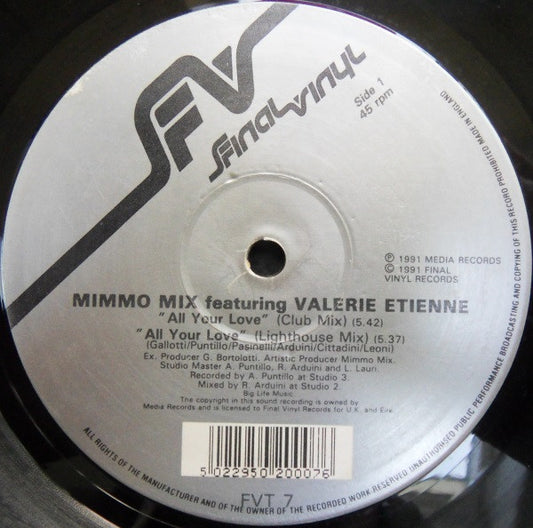 FV
Final Vinyl
Side 1
45 rpm
℗ 1991 MEDIA RECORDS
© 1991 FINAL
VINYL RECORDS
MIMMO MIX featuring VALERIE ETIENNE
"All Your Love" (Club Mix) (5.42)
"All Your Love" (Lighthouse Mix) (5.37)
(Gallotti/Puntillo/Pasinelli/Arduini/Cittadini/Leoni)
Ex. Producer G. Bortolotti. Artistic Producer Mimmo Mix.
Studio Master A. Puntillo, R. Arduini and L. Lauri.
Recorded by A. Puntillo at Studio 3.
Mixed by R. Arduini at Studio 2.
Big Life Music.
The copyright in this sound recording is owned by
Media Records and is licensed to Final Vinyl Records for U.K. and Eire.
5 022950 200076
FVT 7
ALL RIGHTS OF THE MANUFACTURER AND OF THE OWNER OF THE RECORDED WORK RESERVED UNAUTHORISED PUBLIC PERFORMANCE BROADCASTING AND COPYING OF THIS RECORD PROHIBITED MADE IN ENGLAND